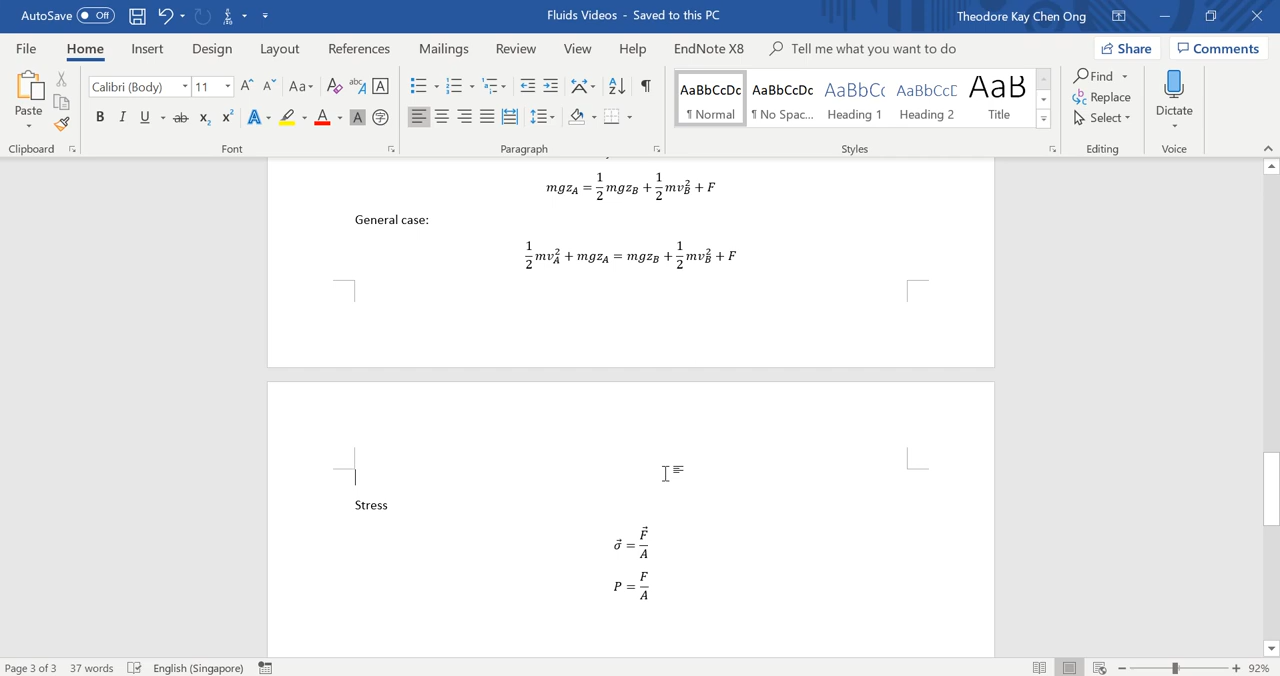 AutoSave Off Fluids Videos - Saved to this PC Theodore Kay Chen Ong
File Home Insert Design Layout References Mailings Review View Help EndNote X8 Tell me what you want to do Share Comments
Paste Calibri (Body) 11 Aa A A AaBbCcDc AaBbCcDc AaBbCc AaBbCcD AaB Find
¶ Normal ¶ No Spac... Heading 1 Heading 2 Title Replace Dictate
B I U ab x₂ x² A A A Select
Clipboard Font Paragraph Styles Editing Voice
mgz_A = 1/2 mgz_B + 1/2 mv_B^2 + F
General case:
1/2 mv_A^2 + mgz_A = mgz_B + 1/2 mv_B^2 + F
Stress
σ⃗ = F⃗/A
P = F/A
Page 3 of 3 37 words English (Singapore) 92%